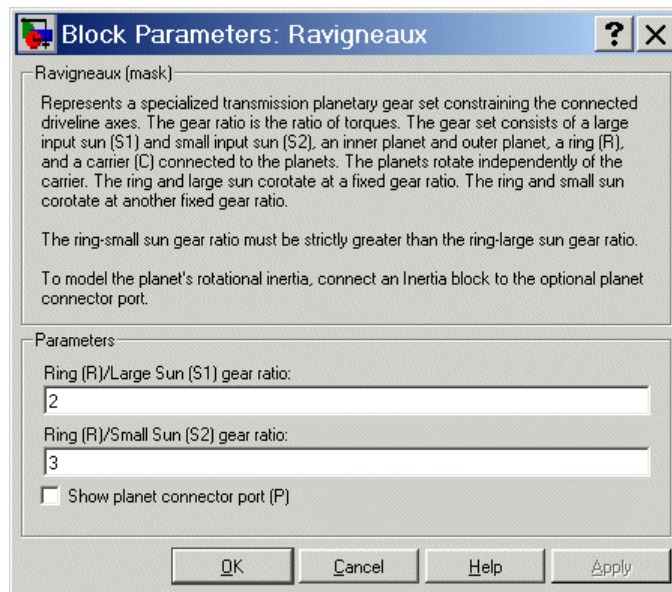 Block Parameters: Ravigneaux
?
Ravigneaux (mask)
Represents a specialized transmission planetary gear set constraining the connected
driveline axes. The gear ratio is the ratio of torques. The gear set consists of a large
input sun (S1) and small input sun (S2), an inner planet and outer planet, a ring (R),
and a carrier (C) connected to the planets. The planets rotate independently of the
carrier. The ring and large sun corotate at a fixed gear ratio. The ring and small sun
corotate at another fixed gear ratio.
The ring-small sun gear ratio must be strictly greater than the ring-large sun gear ratio.
To model the planet's rotational inertia, connect an Inertia block to the optional planet
connector port.
Parameters
Ring (R)/Large Sun (S1) gear ratio:
2
Ring (R)/Small Sun (S2) gear ratio:
3
Show planet connector port (P)
OK Cancel Help Apply